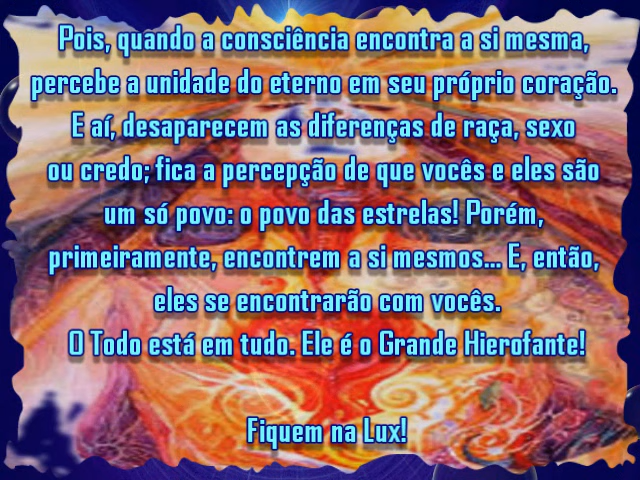 Pois, quando a consciência encontra a si mesma,
percebe a unidade do eterno em seu próprio coração.
E aí, desaparecem as diferenças de raça, sexo
ou credo; fica a percepção de que vocês e eles são
um só povo: o povo das estrelas! Porém,
primeiramente, encontrem a si mesmos... E, então,
eles se encontrarão com vocês.
O Todo está em tudo. Ele é o Grande Hierofante!
Fiquem na Lux!